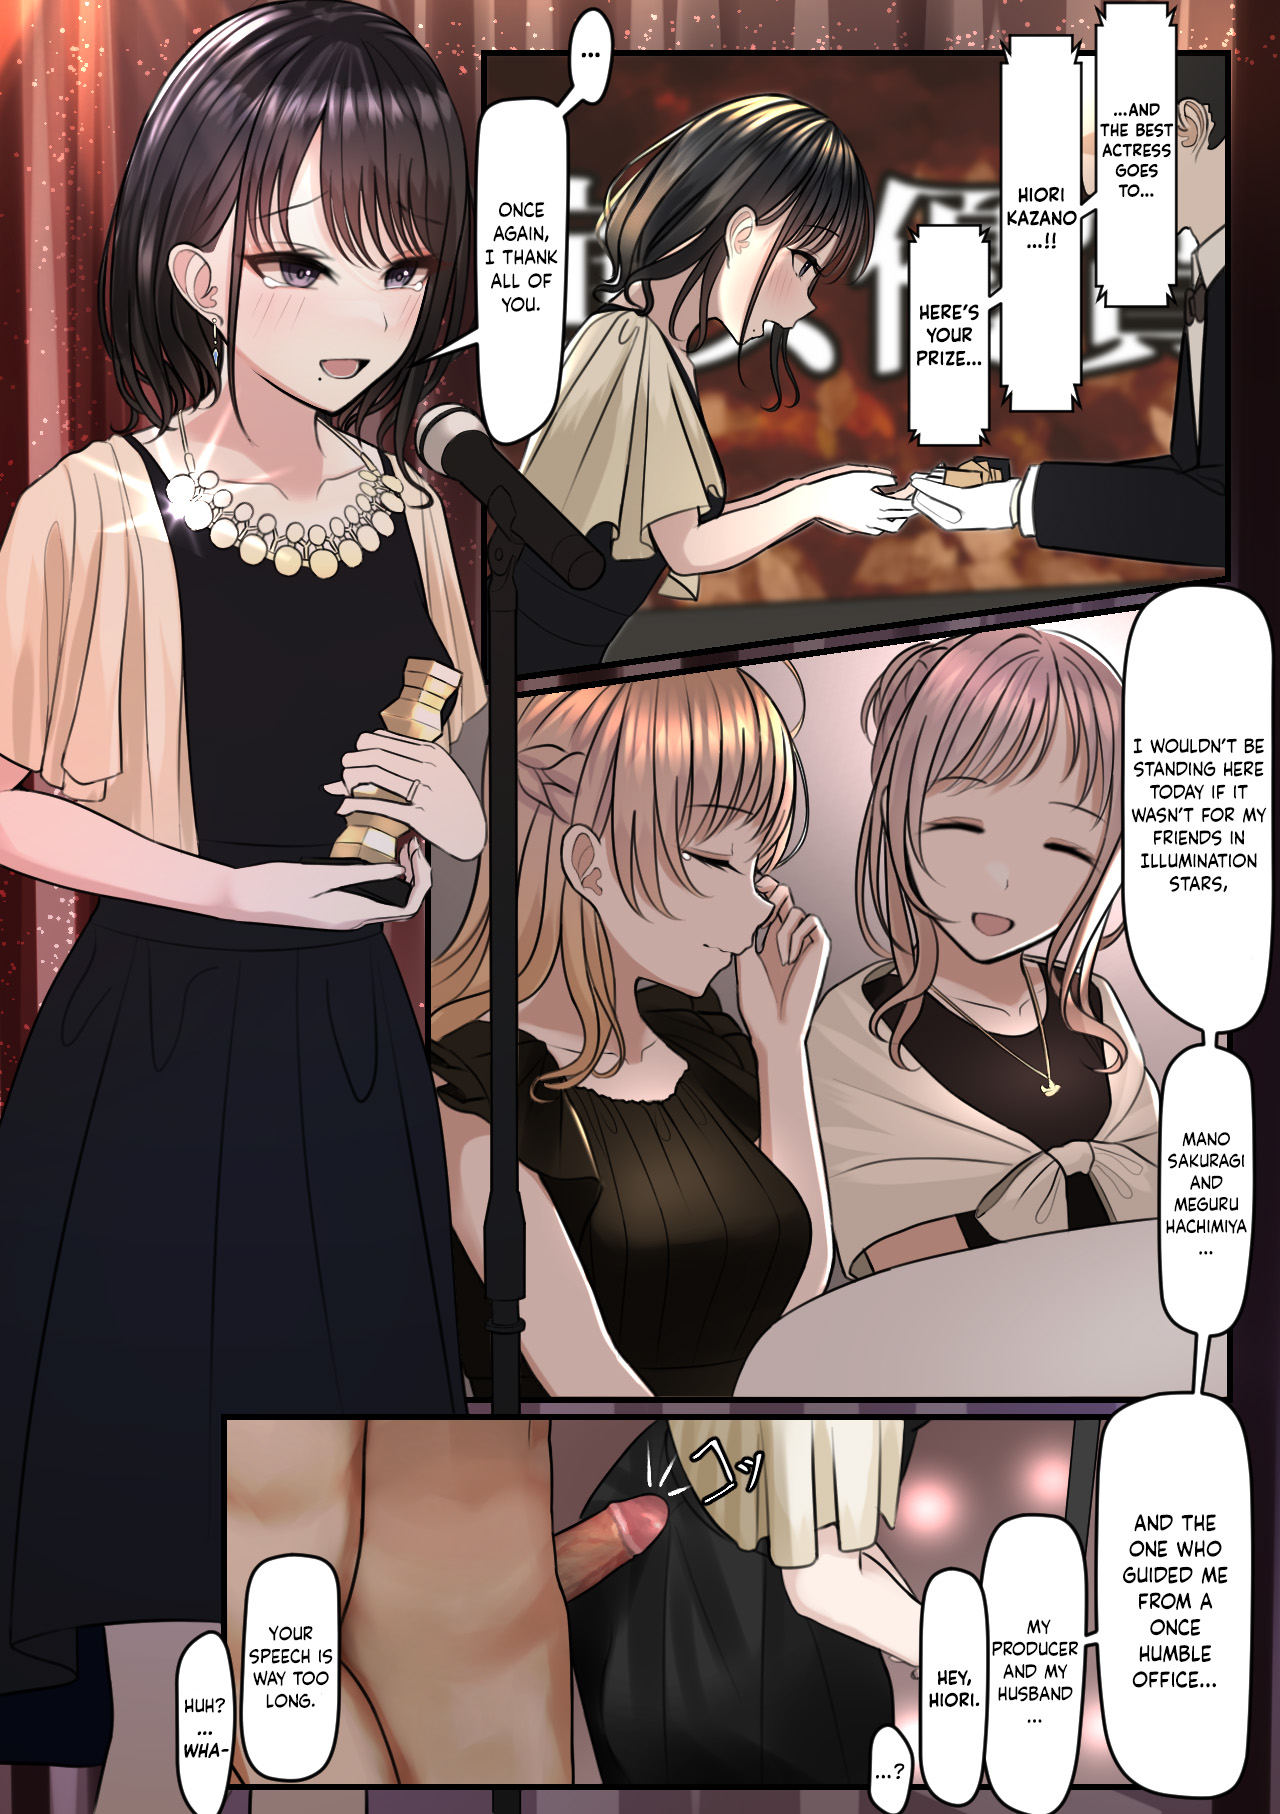 ...AND
THE BEST
ACTRESS
GOES
TO...
HIORI
KAZANO
...!!
HERE'S
YOUR
PRIZE...
...
ONCE
AGAIN,
I THANK
ALL OF
YOU.
I WOULDN'T BE
STANDING HERE
TODAY IF IT
WASN'T FOR MY
FRIENDS IN
ILLUMINATION
STARS,
MANO
SAKURAGI
AND
MEGURU
HACHIMIYA
...
AND THE
ONE WHO
GUIDED ME
FROM A
ONCE
HUMBLE
OFFICE...
MY
PRODUCER
AND MY
HUSBAND
...
HEY,
HIORI.
...?
コッ
YOUR
SPEECH IS
WAY TOO
LONG.
HUH?
...
WHA-